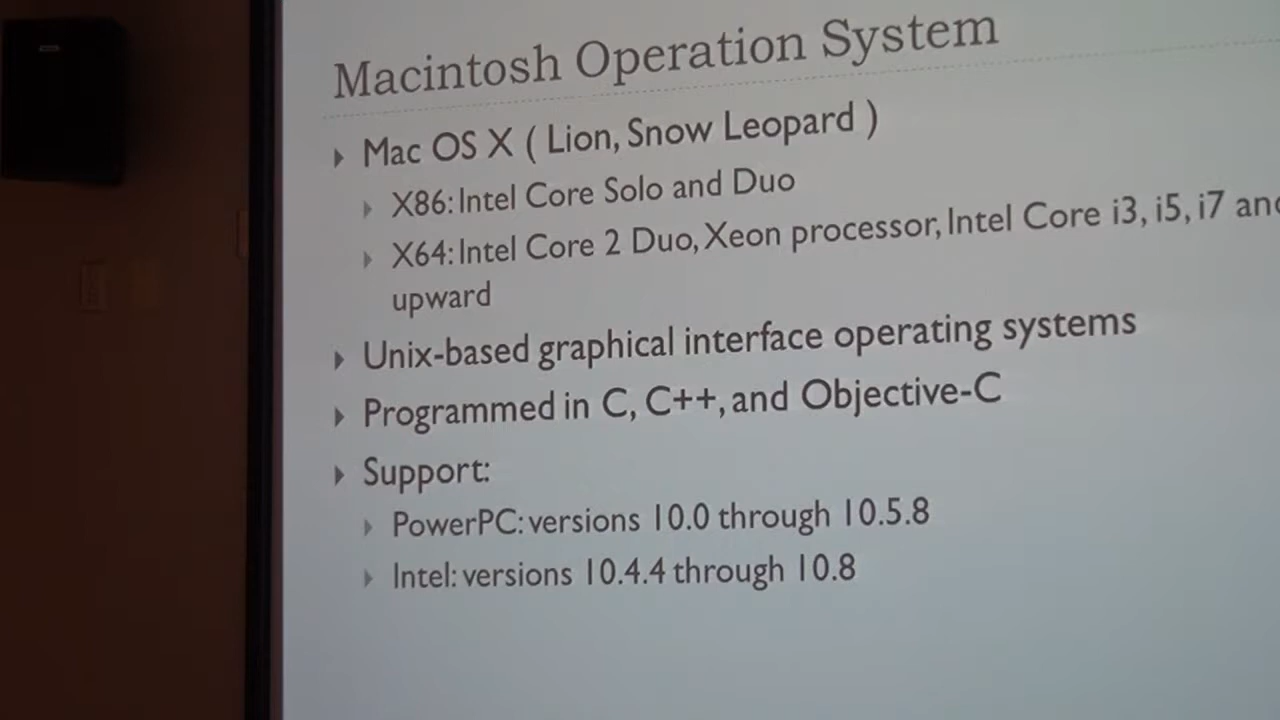 Macintosh Operation System
Mac OS X ( Lion, Snow Leopard )
X86: Intel Core Solo and Duo
X64: Intel Core 2 Duo, Xeon processor, Intel Core i3, i5, i7 and
upward
Unix-based graphical interface operating systems
Programmed in C, C++, and Objective-C
Support:
PowerPC: versions 10.0 through 10.5.8
Intel: versions 10.4.4 through 10.8